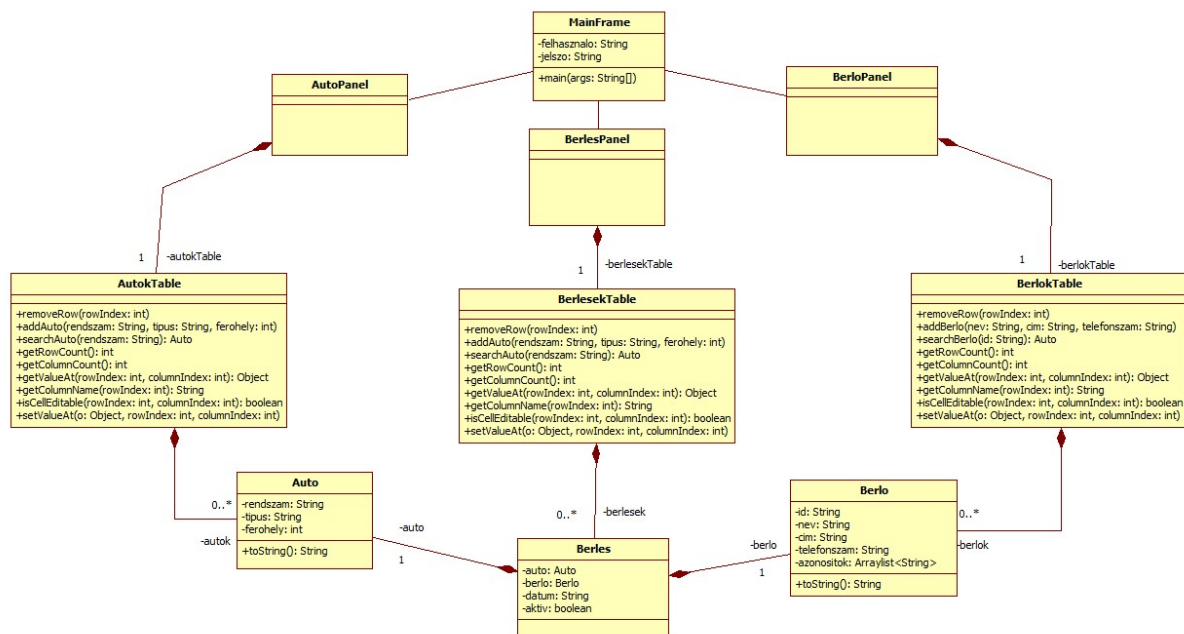 MainFrame
-felhasznalo: String
-jelszo: String
+main(args: String[])
AutoPanel
BerloPanel
BerlesPanel
1
-autokTable
1
-berlesekTable
1
-berlokTable
AutokTable
+removeRow(rowIndex: int)
+addAuto(rendszam: String, tipus: String, ferohely: int)
+searchAuto(rendszam: String): Auto
+getRowCount(): int
+getColumnCount(): int
+getValueAt(rowIndex: int, columnIndex: int): Object
+getColumnName(rowIndex: int): String
+isCellEditable(rowIndex: int, columnIndex: int): boolean
+setValueAt(o: Object, rowIndex: int, columnIndex: int)
BerlesekTable
+removeRow(rowIndex: int)
+addAuto(rendszam: String, tipus: String, ferohely: int)
+searchAuto(rendszam: String): Auto
+getRowCount(): int
+getColumnCount(): int
+getValueAt(rowIndex: int, columnIndex: int): Object
+getColumnName(rowIndex: int): String
+isCellEditable(rowIndex: int, columnIndex: int): boolean
+setValueAt(o: Object, rowIndex: int, columnIndex: int)
BerlokTable
+removeRow(rowIndex: int)
+addBerlo(nev: String, cim: String, telefonszam: String)
+searchBerlo(id: String): Auto
+getRowCount(): int
+getColumnCount(): int
+getValueAt(rowIndex: int, columnIndex: int): Object
+getColumnName(rowIndex: int): String
+isCellEditable(rowIndex: int, columnIndex: int): boolean
+setValueAt(o: Object, rowIndex: int, columnIndex: int)
0..*
-autok
Auto
-rendszam: String
-tipus: String
-ferohely: int
+toString(): String
-auto
1
0..*
-berlesek
Berles
-auto: Auto
-berlo: Berlo
-datum: String
-aktiv: boolean
-berlo
1
Berlo
-id: String
-nev: String
-cim: String
-telefonszam: String
-azonositok: Arraylist<String>
+toString(): String
0..*
-berlok